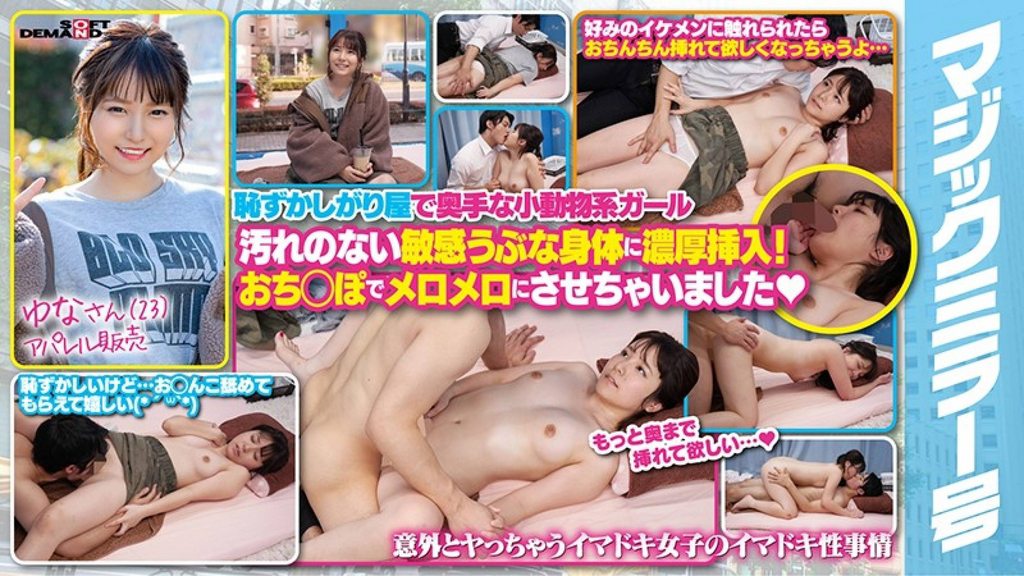 SOFT
ON
DEMAND
BLO SKY
ゆなさん(23)
アパレル販売
好みのイケメンに触れられたら
おちんちん挿れて欲しくなっちゃうよ…
恥ずかしがり屋で奥手な小動物系ガール
汚れのない敏感うぶな身体に濃厚挿入!
おち〇ぽでメロメロにさせちゃいました♥
恥ずかしいけど…お〇んこ舐めて
もらえて嬉しい(*´ω`*)
もっと奥まで
挿れて欲しい…♥
意外とヤっちゃうイマドキ女子のイマドキ性事情
マジックミラー号